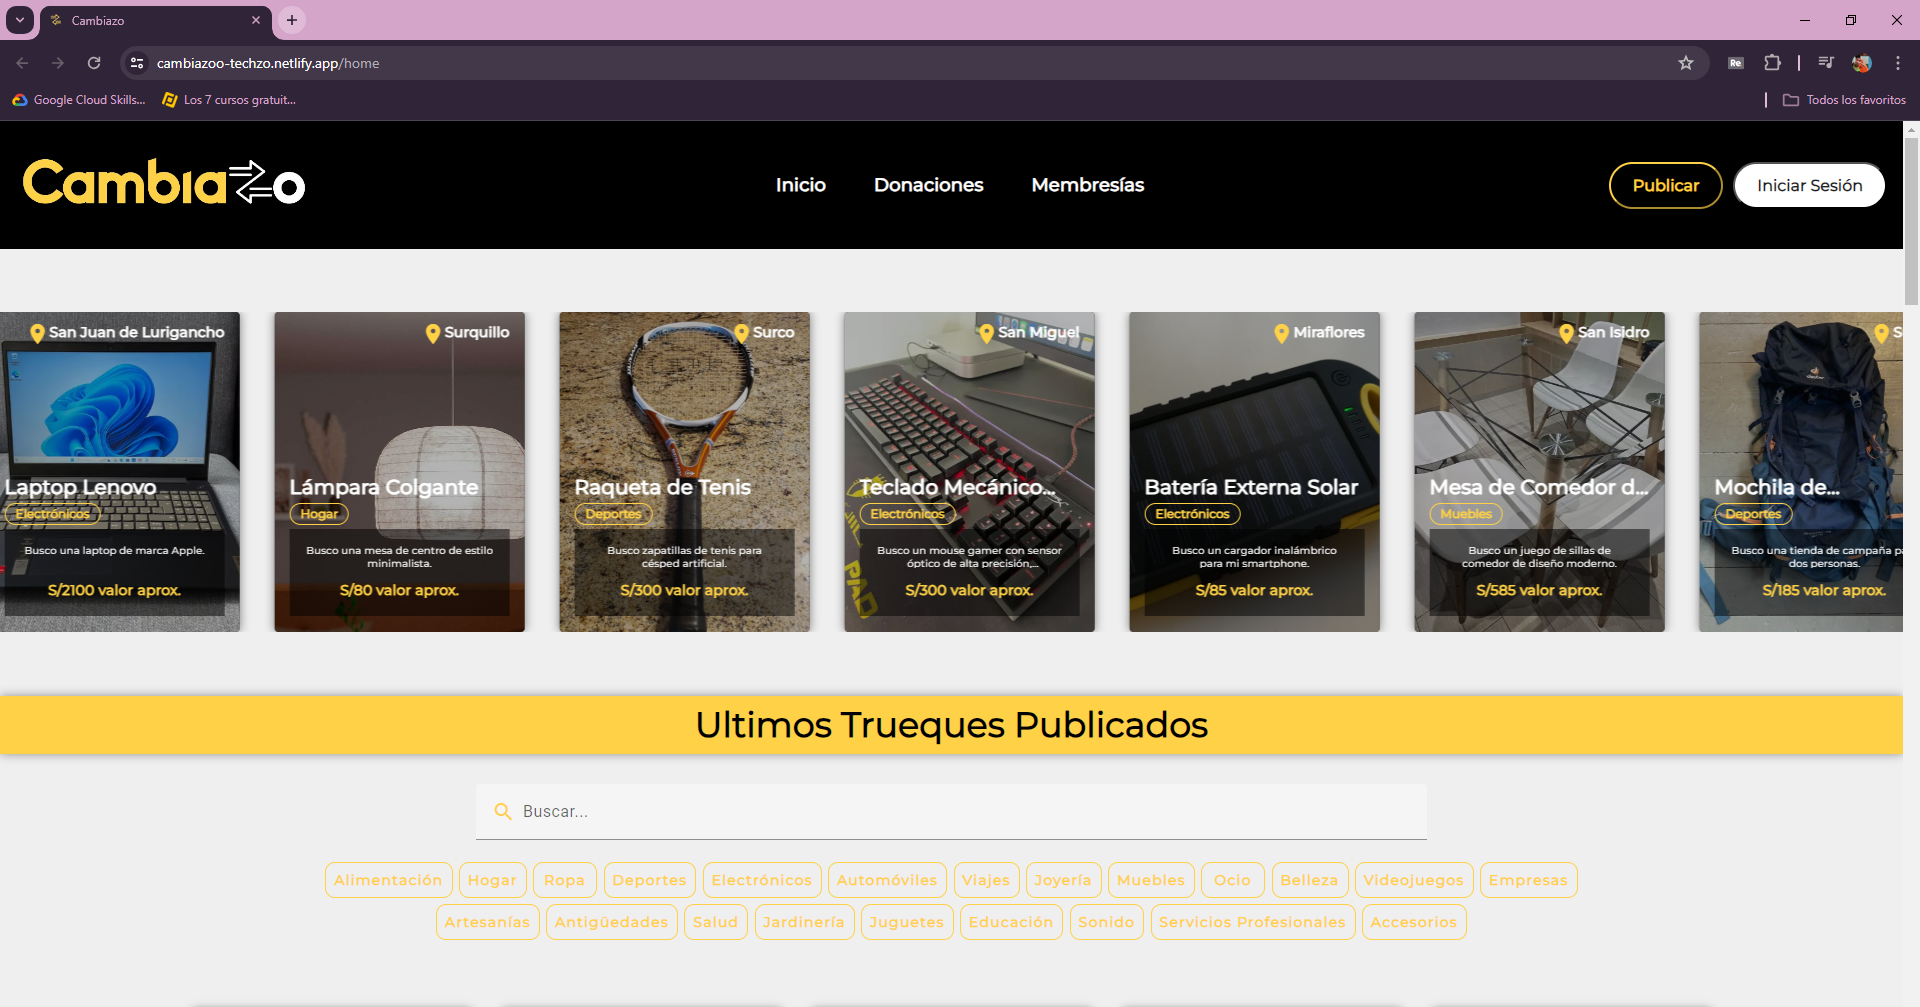 Cambiazo
cambiazoo-techzo.netlify.app/home
Re
Google Cloud Skills...
Los 7 cursos gratuit...
Todos los favoritos
Cambiazo
Inicio
Donaciones
Membresías
Publicar
Iniciar Sesión
San Juan de Lurigancho
Laptop Lenovo
Electrónicos
Busco una laptop de marca Apple.
S/2100 valor aprox.
Surquillo
Lámpara Colgante
Hogar
Busco una mesa de centro de estilo
minimalista.
S/80 valor aprox.
Surco
Raqueta de Tenis
Deportes
Busco zapatillas de tenis para
césped artificial.
S/300 valor aprox.
San Miguel
Teclado Mecánico...
Electrónicos
Busco un mouse gamer con sensor
óptico de alta precisión,...
S/300 valor aprox.
Miraflores
Batería Externa Solar
Electrónicos
Busco un cargador inalámbrico
para mi smartphone.
S/85 valor aprox.
San Isidro
Mesa de Comedor d...
Muebles
Busco un juego de sillas de
comedor de diseño moderno.
S/585 valor aprox.
S
Mochila de...
Deportes
Busco una tienda de campaña pa
dos personas.
S/185 valor aprox.
Ultimos Trueques Publicados
Buscar...
Alimentación
Hogar
Ropa
Deportes
Electrónicos
Automóviles
Viajes
Joyería
Muebles
Ocio
Belleza
Videojuegos
Empresas
Artesanías
Antigüedades
Salud
Jardinería
Juguetes
Educación
Sonido
Servicios Profesionales
Accesorios